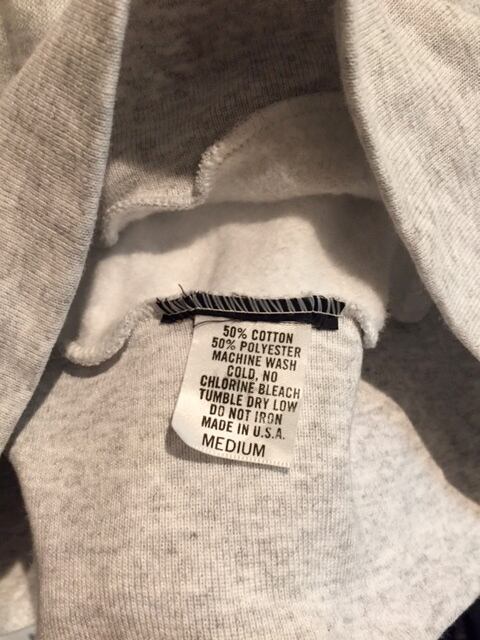 50% COTTON
50% POLYESTER
MACHINE WASH
COLD, NO
CHLORINE BLEACH
TUMBLE DRY LOW
DO NOT IRON
MADE IN U.S.A.
MEDIUM